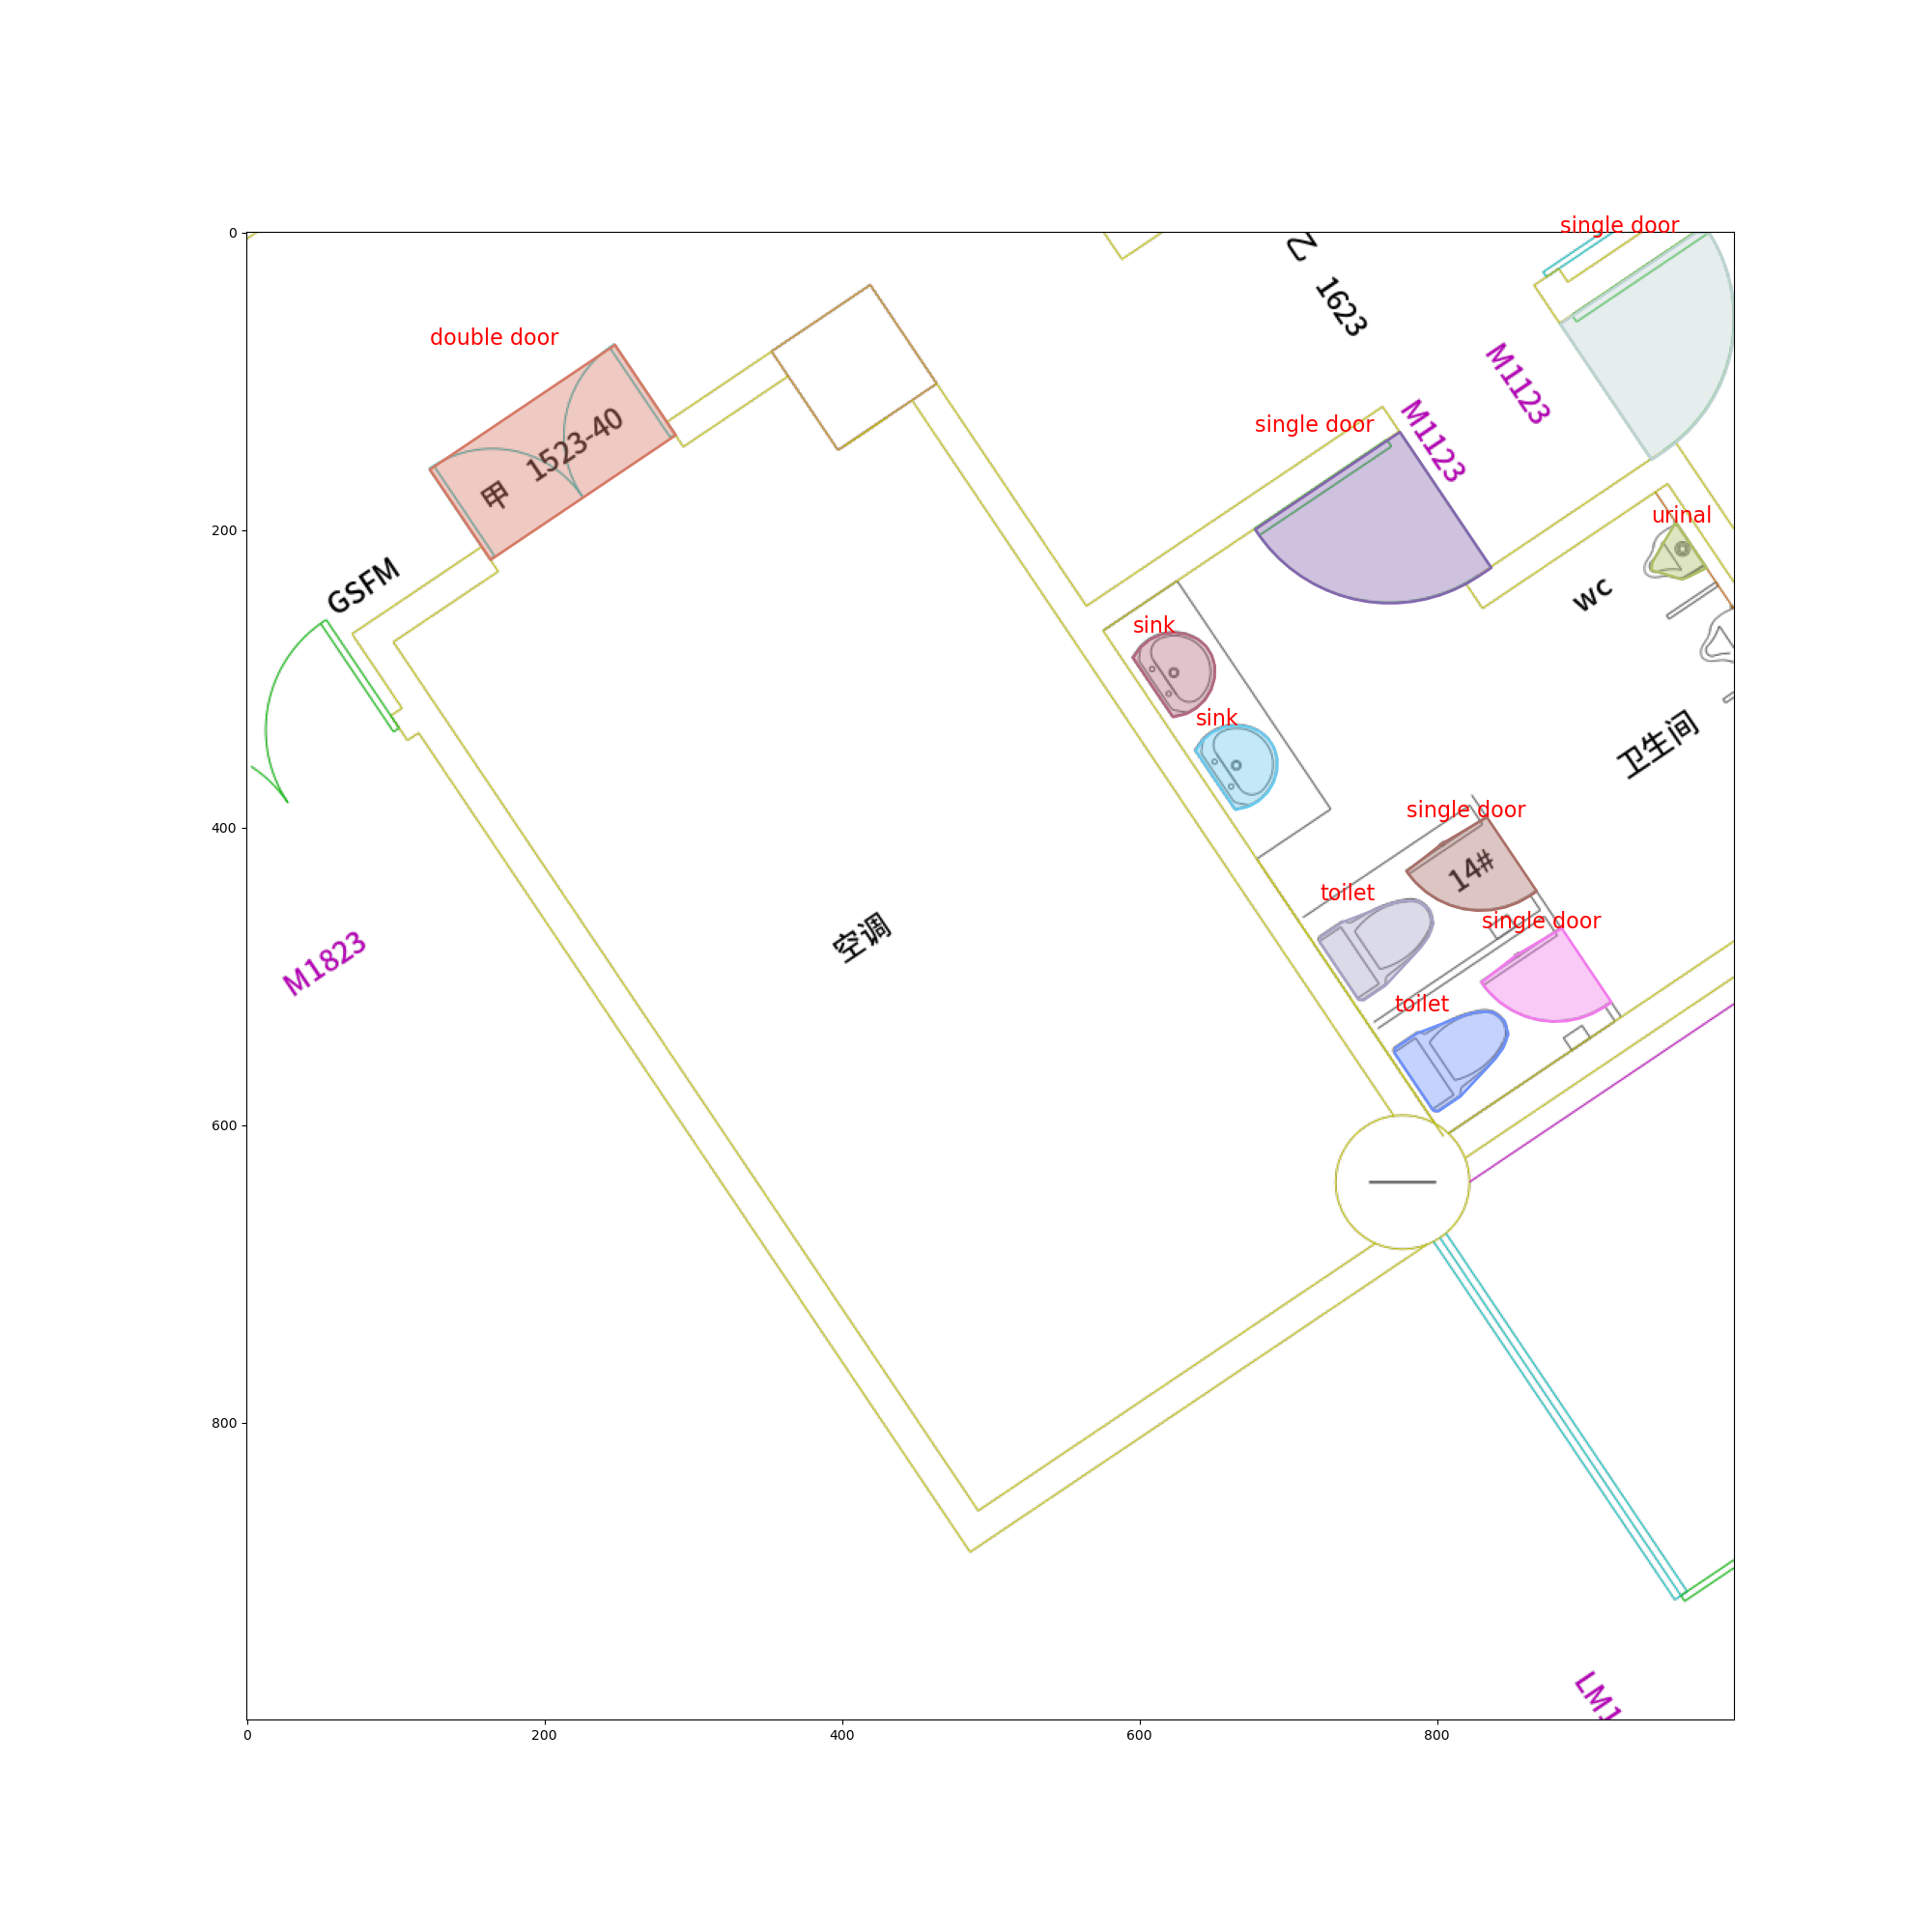 0
200
400
600
800
0
200
400
600
800
single door
乙 1623
double door
M1123
single door
M1123
甲 1523-40
urinal
GSFM
WC
sink
sink
卫生间
single door
14#
toilet
single door
空调
M1823
toilet
LM1